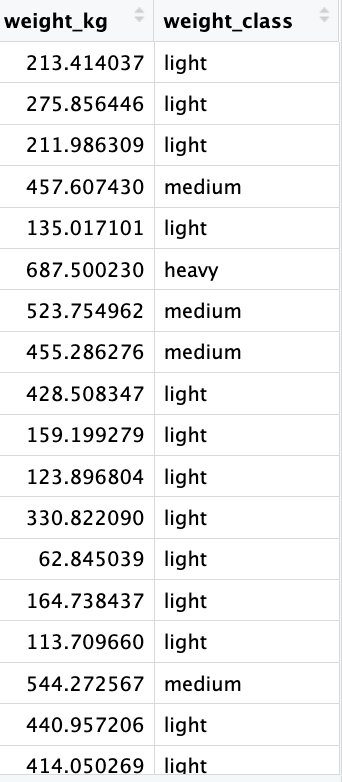 weight_kg weight_class
213.414037 light
275.856446 light
211.986309 light
457.607430 medium
135.017101 light
687.500230 heavy
523.754962 medium
455.286276 medium
428.508347 light
159.199279 light
123.896804 light
330.822090 light
62.845039 light
164.738437 light
113.709660 light
544.272567 medium
440.957206 light
414.050269 light